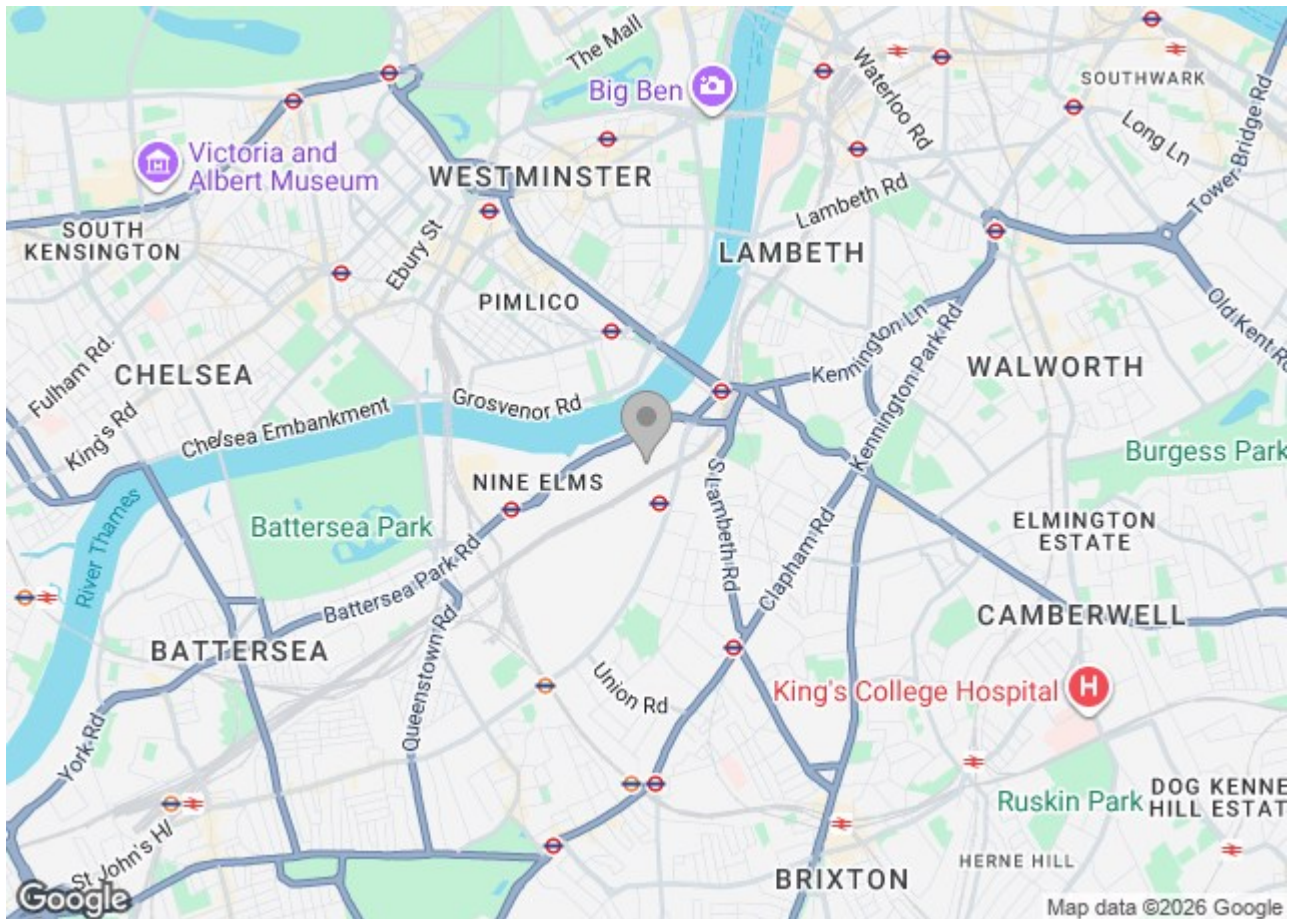 The Mall
Big Ben
Waterloo Rd
SOUTHWARK
Long Ln
Tower Bridge Rd
Victoria and
Albert Museum
WESTMINSTER
Lambeth Rd
SOUTH
KENSINGTON
Ebury St
LAMBETH
PIMLICO
Old Kent R
Kennington Ln
Kennington Park Rd
WALWORTH
Fulham Rd.
CHELSEA
King's Rd
Chelsea Embankment
Grosvenor Rd
Burgess Park
NINE ELMS
S Lambeth Rd
Clapham Rd
Battersea Park
ELMINGTON
ESTATE
River Thames
Battersea Park Rd
CAMBERWELL
BATTERSEA
Queenstown Rd
Union Rd
King's College Hospital
H
York Rd
Ruskin Park
DOG KENNE
HILL ESTAT
St John's Hl
HERNE HILL
BRIXTON
Google
Map data ©2026 Google